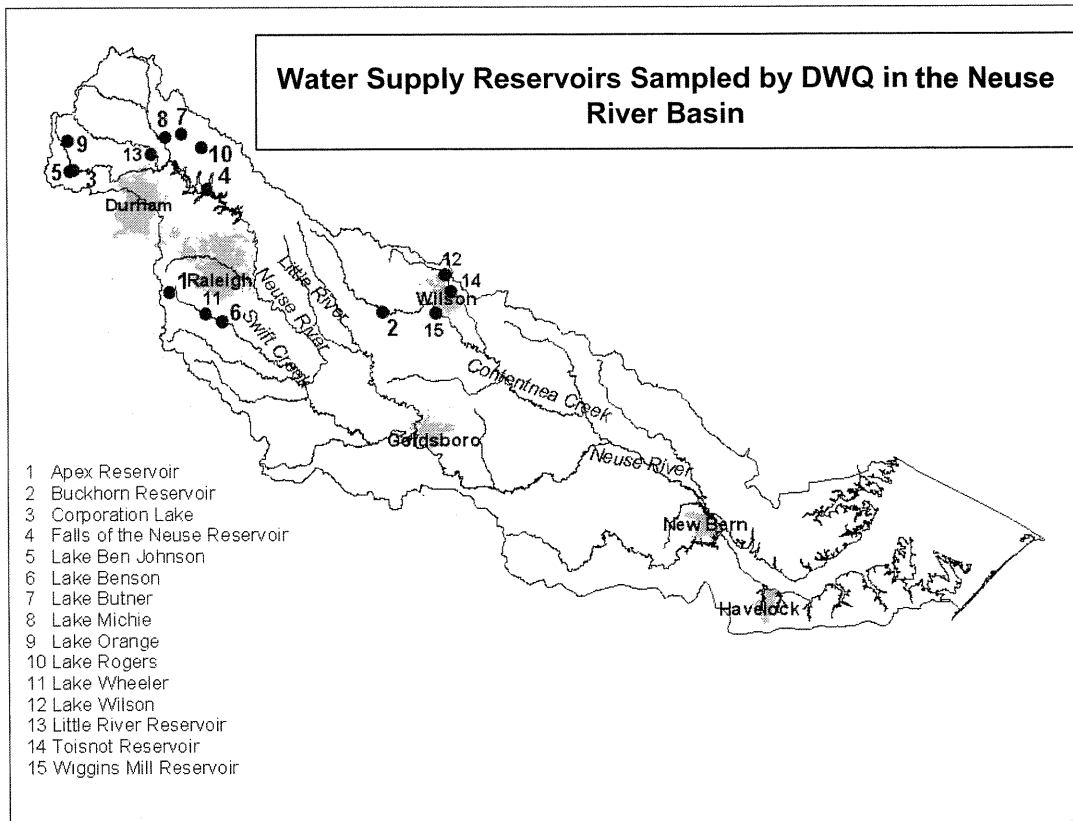 Water Supply Reservoirs Sampled by DWQ in the Neuse
River Basin
8
7
9
10
13
5
3
4
Durham
12
Little River
1
Raleigh
14
Wilson
Neuse River
11
6
2
15
Swift Creek
Contentnea Creek
Goldsboro
Neuse River
1 Apex Reservoir
2 Buckhorn Reservoir
3 Corporation Lake
4 Falls of the Neuse Reservoir
5 Lake Ben Johnson
6 Lake Benson
7 Lake Butner
8 Lake Michie
9 Lake Orange
10 Lake Rogers
11 Lake Wheeler
12 Lake Wilson
13 Little River Reservoir
14 Toisnot Reservoir
15 Wiggins Mill Reservoir
New Bern
Havelock